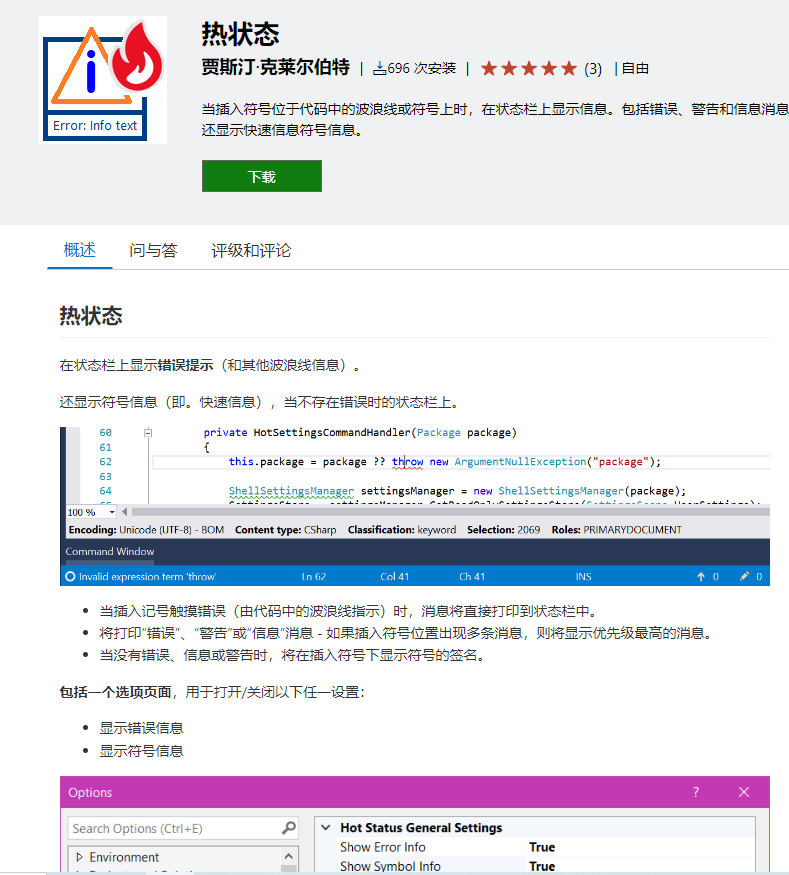 热状态
贾斯汀·克莱尔伯特 | 696 次安装 | (3) | 自由
当插入符号位于代码中的波浪线或符号上时，在状态栏上显示信息。包括错误、警告和信息消息
还显示快速信息符号信息。
Error: Info text
下载
概述 问与答 评级和评论
热状态
在状态栏上显示错误提示（和其他波浪线信息）。
还显示符号信息（即。快速信息），当不存在错误时的状态栏上。
60 private HotSettingsCommandHandler(Package package)
61 {
62 this.package = package ?? throw new ArgumentNullException("package");
63
64 ShellSettingsManager settingsManager = new ShellSettingsManager(package);
100 %
Encoding: Unicode (UTF-8) - BOM Content type: CSharp Classification: keyword Selection: 2069 Roles: PRIMARYDOCUMENT
Command Window
Invalid expression term 'throw' Ln 62 Col 41 Ch 41 INS 0 0
当插入记号触摸错误（由代码中的波浪线指示）时，消息将直接打印到状态栏中。
将打印“错误”、“警告”或“信息”消息 - 如果插入符号位置出现多条消息，则将显示优先级最高的消息。
当没有错误、信息或警告时，将在插入符号下显示符号的签名。
包括一个选项页面，用于打开/关闭以下任一设置：
显示错误信息
显示符号信息
Options ?
Search Options (Ctrl+E)
Environment
Hot Status General Settings
Show Error Info True
Show Symbol Info True